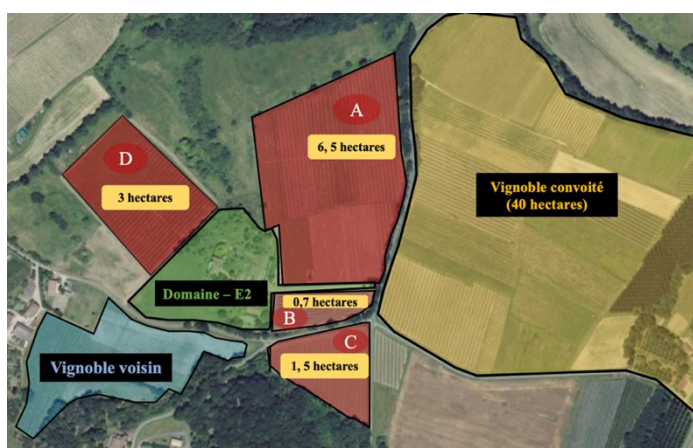 A
6, 5 hectares
D
3 hectares
Vignoble convoité
(40 hectares)
Domaine – E2
0,7 hectares
B
C
1, 5 hectares
Vignoble voisin